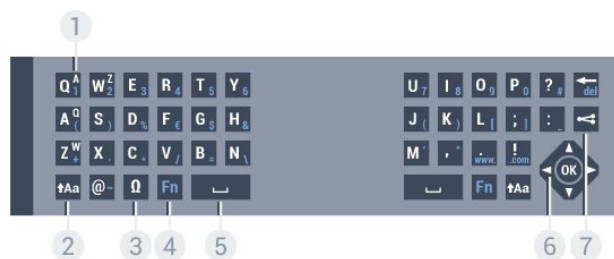 1
Q A 1 W Z 2 E 3 R 4 T 5 Y 6 U 7 I 8 O 9 P 0 ? # del
A Q ( S ) D % F € G $ H & J ( K ) L [ ; ] : _
Z W + X - C * V / B = N \ M ' , " . www. ! .com
Aa @ ~ Ω Fn Fn Aa OK
2 3 4 5 6 7